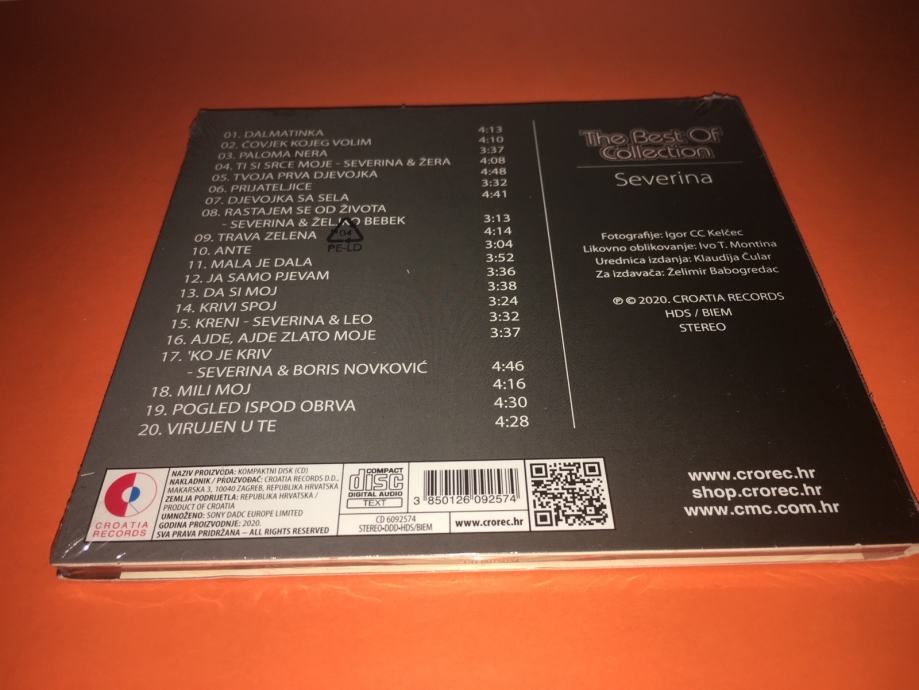 01. DALMATINKA 4:13
02. ČOVJEK KOJEG VOLIM 4:10
03. PALOMA NERA 3:37
04. TI SI SRCE MOJE - SEVERINA & ŽERA 4:08
05. TVOJA PRVA DJEVOJKA 4:48
06. PRIJATELJICE 3:32
07. DJEVOJKA SA SELA 4:41
08. RASTAJEM SE OD ŽIVOTA
- SEVERINA & ŽELJKO BEBEK 3:13
09. TRAVA ZELENA 4:14
10. ANTE 3:04
11. MALA JE DALA 3:52
12. JA SAMO PJEVAM 3:36
13. DA SI MOJ 3:38
14. KRIVI SPOJ 3:24
15. KRENI - SEVERINA & LEO 3:32
16. AJDE, AJDE ZLATO MOJE 3:37
17. 'KO JE KRIV
- SEVERINA & BORIS NOVKOVIĆ 4:46
18. MILI MOJ 4:16
19. POGLED ISPOD OBRVA 4:30
20. VIRUJEN U TE 4:28
04
PE-LD
The Best Of
Collection
Severina
Fotografije: Igor CC Kelčec
Likovno oblikovanje: Ivo T. Montina
Urednica izdanja: Klaudija Čular
Za izdavača: Želimir Babogredac
℗ © 2020. CROATIA RECORDS
HDS / BIEM
STEREO
CROATIA
RECORDS
NAZIV PROIZVODA: KOMPAKTNI DISK (CD)
NAKLADNIK / PROIZVOĐAČ: CROATIA RECORDS D.D.,
MAKARSKA 3, 10040 ZAGREB, REPUBLIKA HRVATSKA
ZEMLJA PODRIJETLA: REPUBLIKA HRVATSKA /
PRODUCT OF CROATIA
UMNOŽENO: SONY DADC EUROPE LIMITED
GODINA PROIZVODNJE: 2020.
SVA PRAVA PRIDRŽANA – ALL RIGHTS RESERVED
COMPACT
disc
DIGITAL AUDIO
TEXT
3 850126 092574
CD 6092574
STEREO-DDD-HDS/BIEM
www.crorec.hr
www.crorec.hr
shop.crorec.hr
www.cmc.com.hr